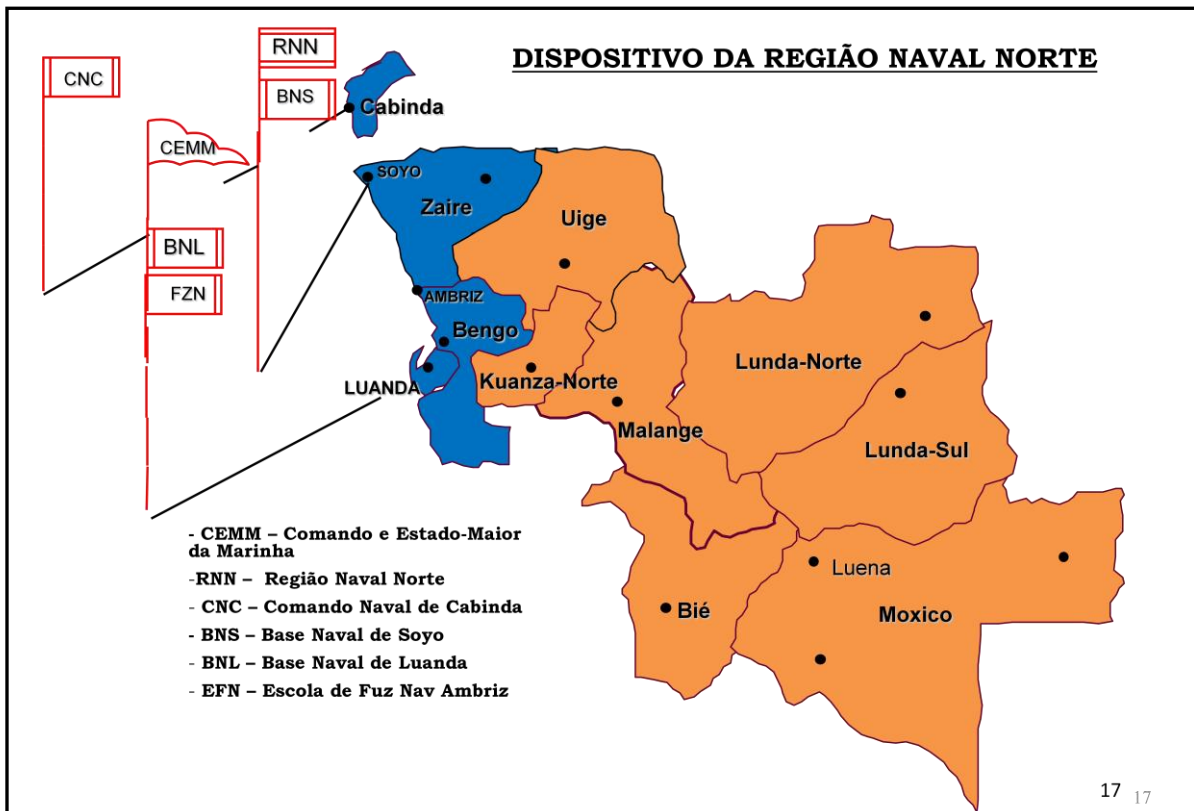 DISPOSITIVO DA REGIÃO NAVAL NORTE
RNN
CNC
BNS
Cabinda
CEMM
SOYO
Zaire
Uige
BNL
FZN
AMBRIZ
Bengo
LUANDA
Kuanza-Norte
Malange
Lunda-Norte
Lunda-Sul
Luena
Bié
Moxico
- CEMM – Comando e Estado-Maior
da Marinha
-RNN – Região Naval Norte
- CNC – Comando Naval de Cabinda
- BNS – Base Naval de Soyo
- BNL – Base Naval de Luanda
- EFN – Escola de Fuz Nav Ambriz
17 17